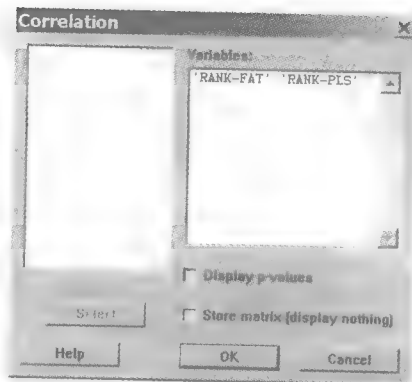 Correlation
Variables:
'RANK-FAT' 'RANK-PLS'
Display p-values
Select
Store matrix (display nothing)
Help
OK
Cancel